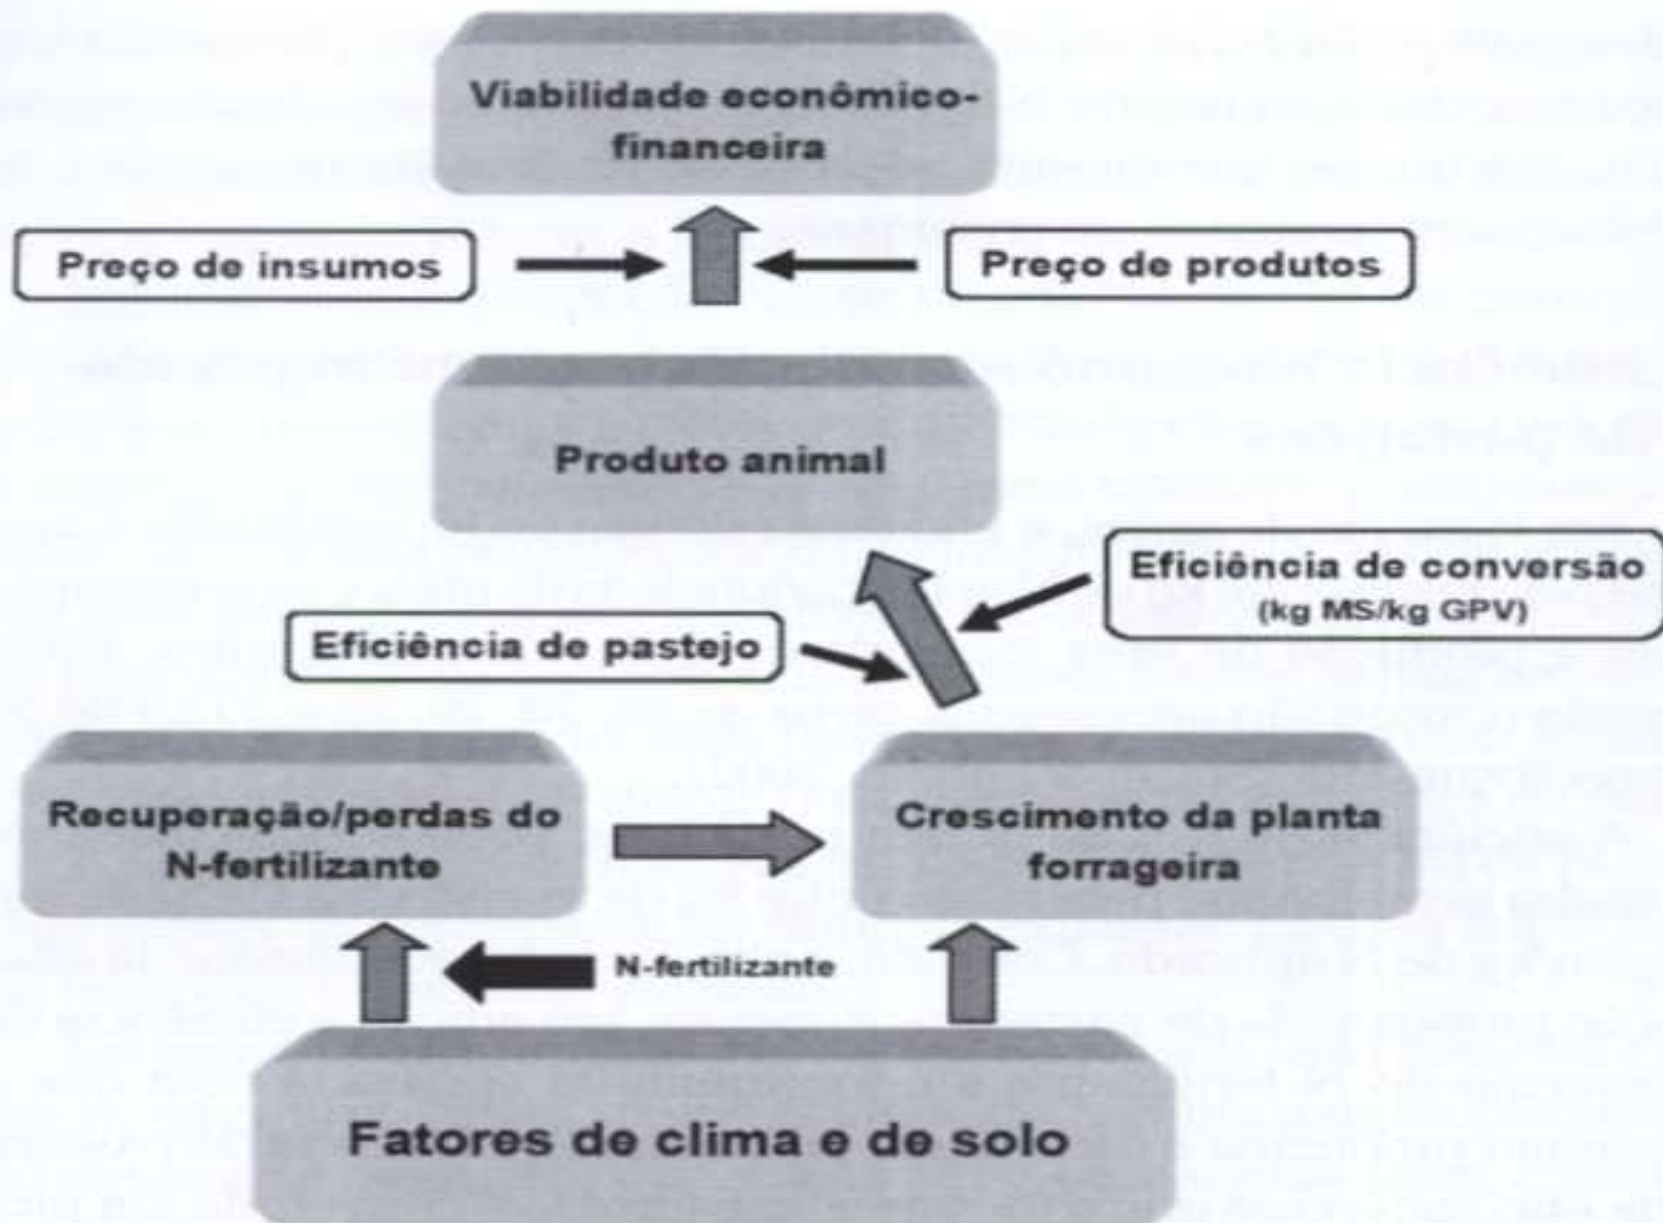 Viabilidade econômico-
financeira
Preço de insumos
Preço de produtos
Produto animal
Eficiência de conversão
(kg MS/kg GPV)
Eficiência de pastejo
Recuperação/perdas do
N-fertilizante
Crescimento da planta
forrageira
N-fertilizante
Fatores de clima e de solo